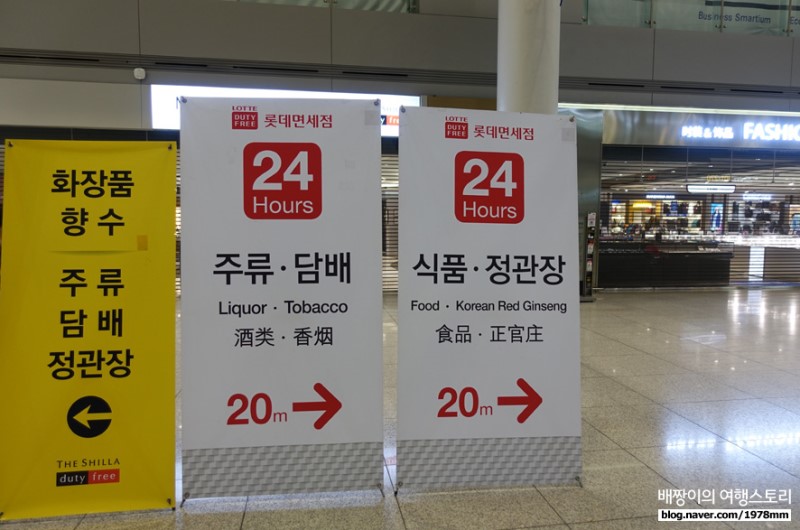 화장품
향 수
주 류
담 배
정관장
THE SHILLA
duty free
LOTTE
DUTY FREE
롯데면세점
24
Hours
주류·담배
Liquor · Tobacco
酒类 · 香烟
20m
LOTTE
DUTY FREE
롯데면세점
24
Hours
식품·정관장
Food · Korean Red Ginseng
食品 · 正官庄
20m
Business Smartium
duty free
FASHIO
배짱이의 여행스토리
blog.naver.com/1978mm